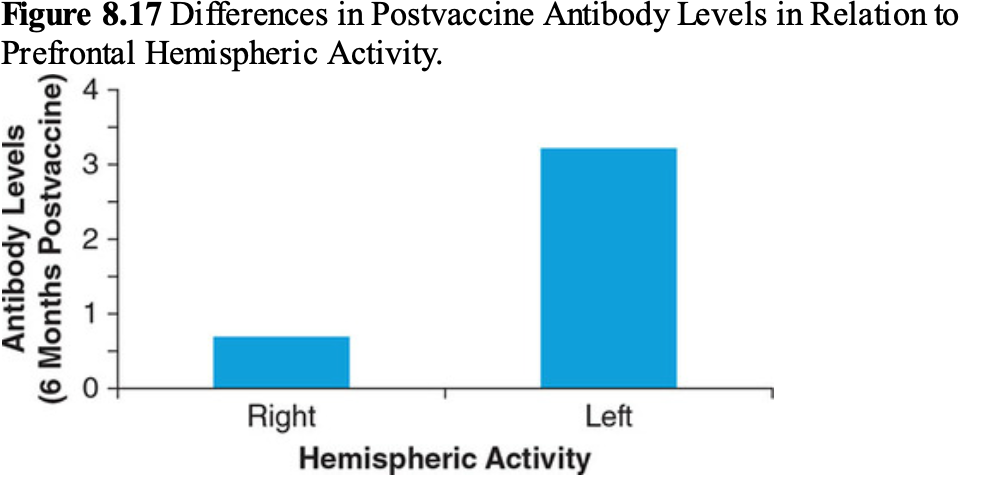 Figure 8.17 Differences in Postvaccine Antibody Levels in Relation to
Prefrontal Hemispheric Activity.
Antibody Levels
(6 Months Postvaccine)
4
3
2
1
0
Right Left
Hemispheric Activity